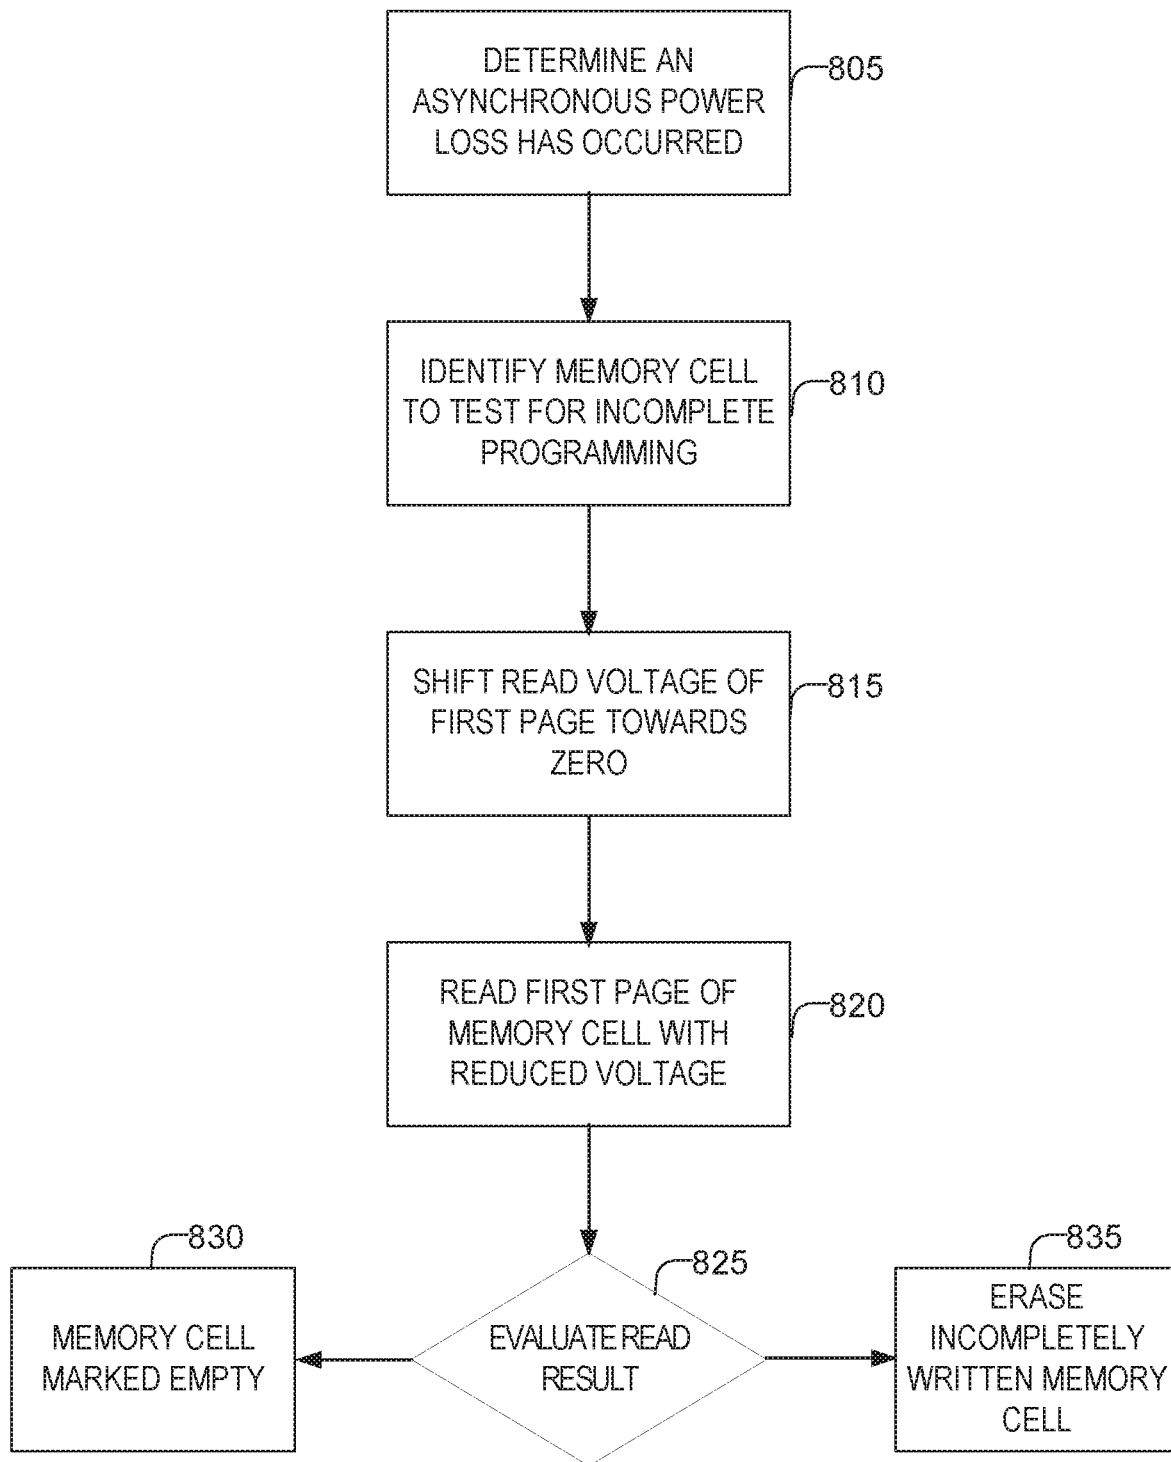 DETERMINE AN
ASYNCHRONOUS POWER
LOSS HAS OCCURRED
805
IDENTIFY MEMORY CELL
TO TEST FOR INCOMPLETE
PROGRAMMING
810
SHIFT READ VOLTAGE OF
FIRST PAGE TOWARDS
ZERO
815
READ FIRST PAGE OF
MEMORY CELL WITH
REDUCED VOLTAGE
820
830
MEMORY CELL
MARKED EMPTY
825
EVALUATE READ
RESULT
835
ERASE
INCOMPLETELY
WRITTEN MEMORY
CELL